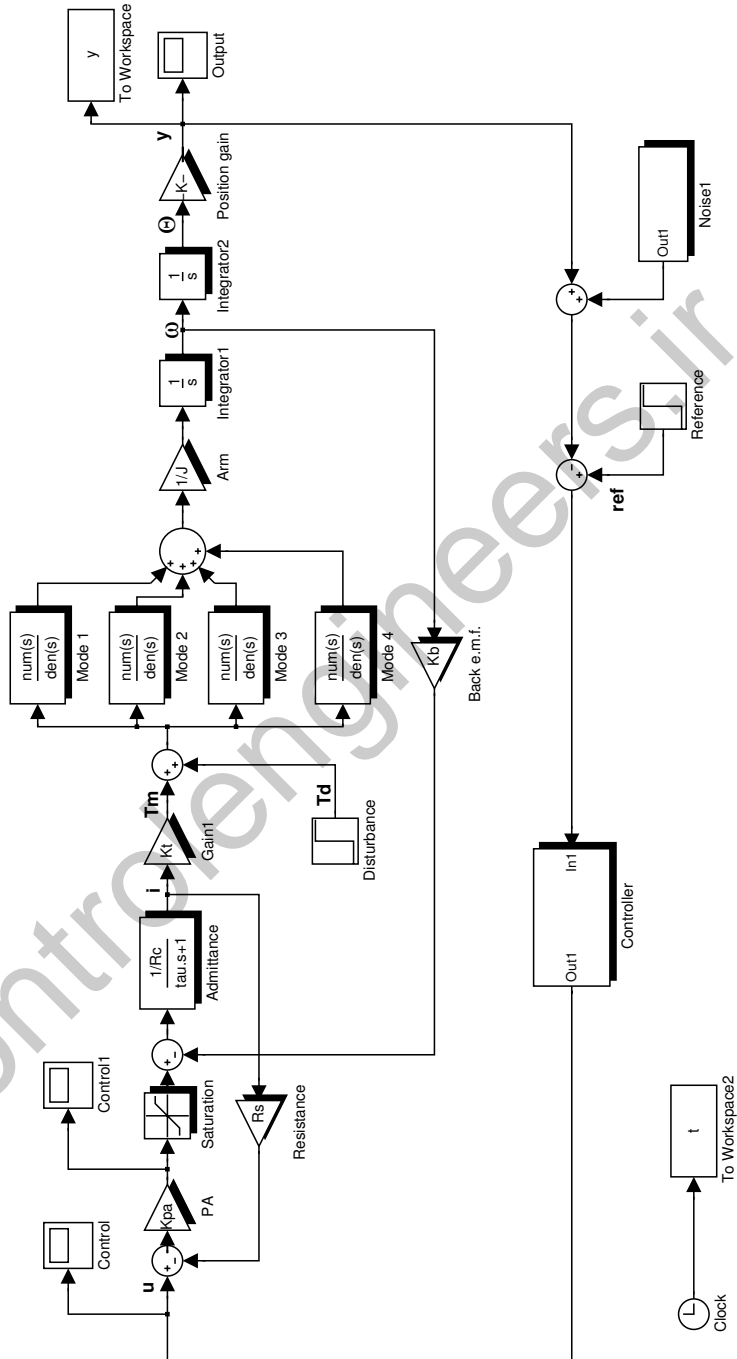 y
To Workspace
Output
y
-K-
Position gain
Θ
1
s
Integrator2
ω
1
s
Integrator1
1/J
Arm
+
+
+
+
num(s)
den(s)
Mode 1
num(s)
den(s)
Mode 2
num(s)
den(s)
Mode 3
num(s)
den(s)
Mode 4
Kb
Back e.m.f.
+
+
Tm
Td
Disturbance
Kt
Gain1
i
1/Rc
tau.s+1
Admittance
+
-
Control1
Saturation
Rs
Resistance
Kpa
PA
Control
+
-
u
Out1
Noise1
+
+
Reference
ref
-
+
In1
Out1
Controller
t
To Workspace2
Clock
ontrolengineers.ir